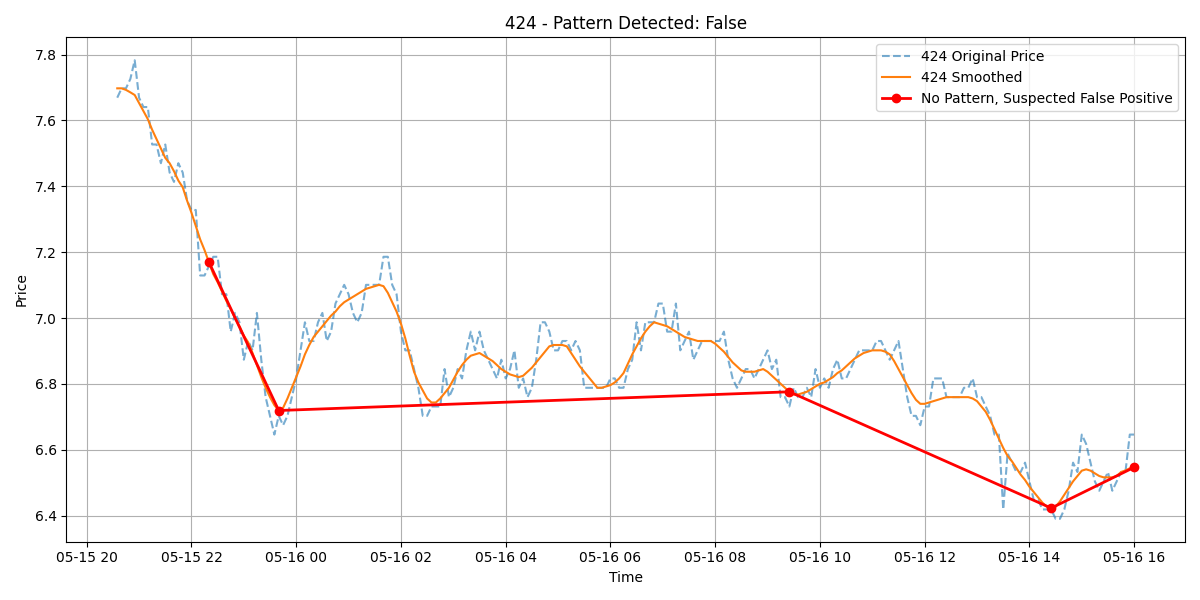 424 - Pattern Detected: False
424 Original Price
424 Smoothed
No Pattern, Suspected False Positive
Price
7.8
7.6
7.4
7.2
7.0
6.8
6.6
6.4
05-15 20 05-15 22 05-16 00 05-16 02 05-16 04 05-16 06 05-16 08 05-16 10 05-16 12 05-16 14 05-16 16
Time